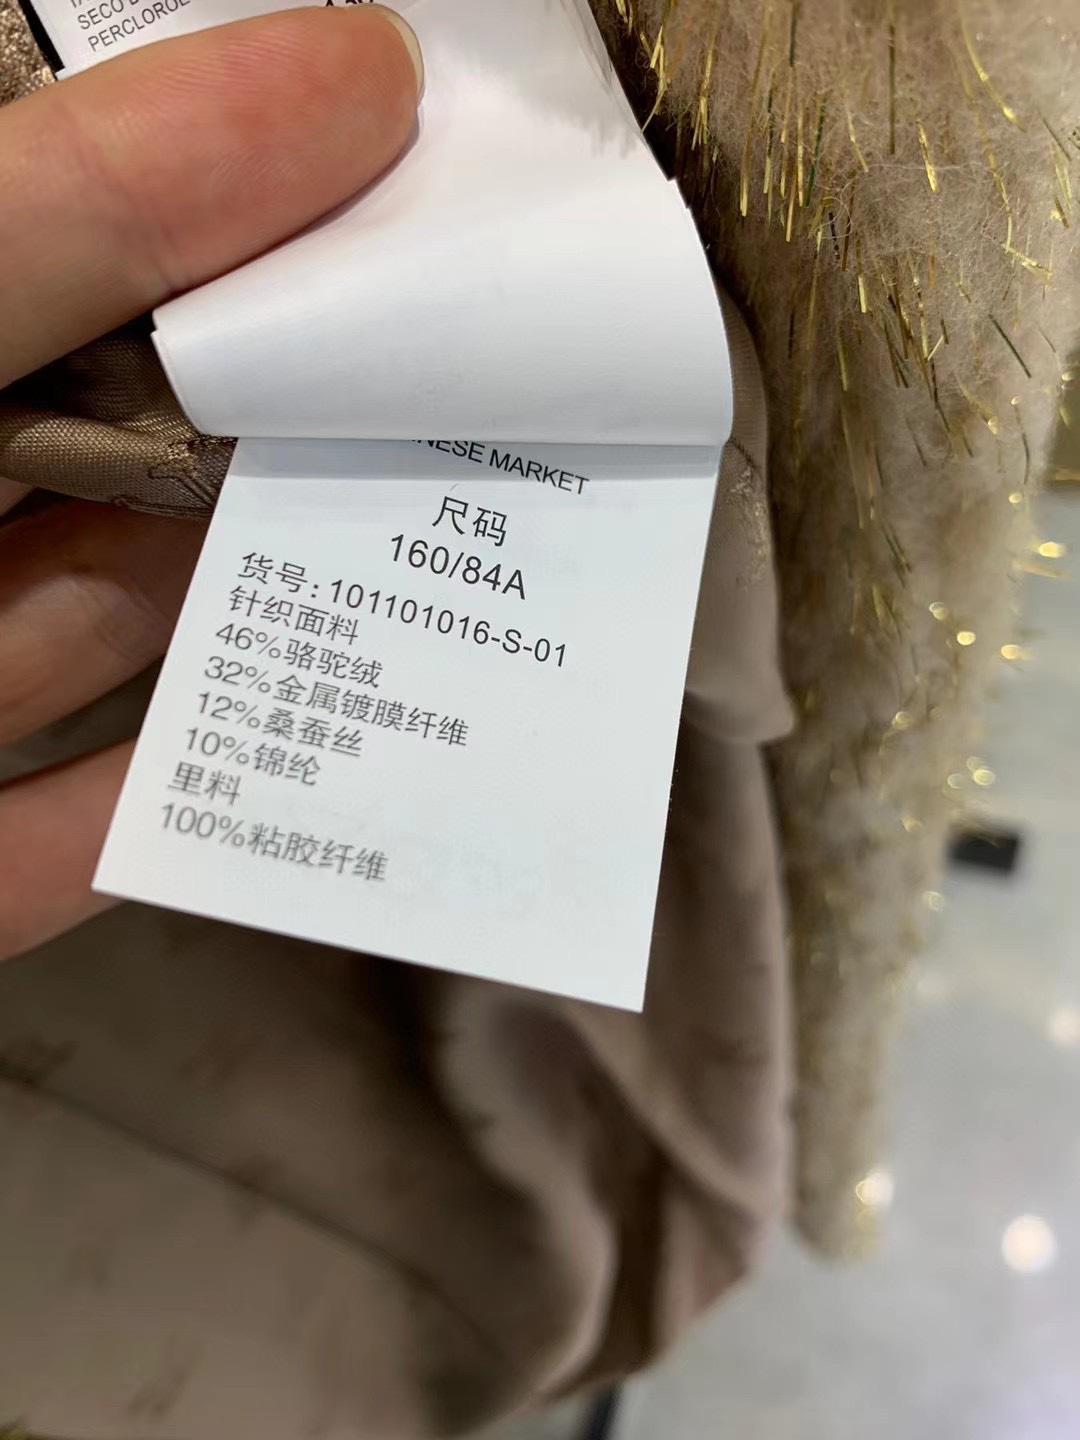 SECO
PERCLOROE
NESE MARKET
尺码
160/84A
货号:101101016-S-01
针织面料
46%骆驼绒
32%金属镀膜纤维
12%桑蚕丝
10%锦纶
里料
100%粘胶纤维